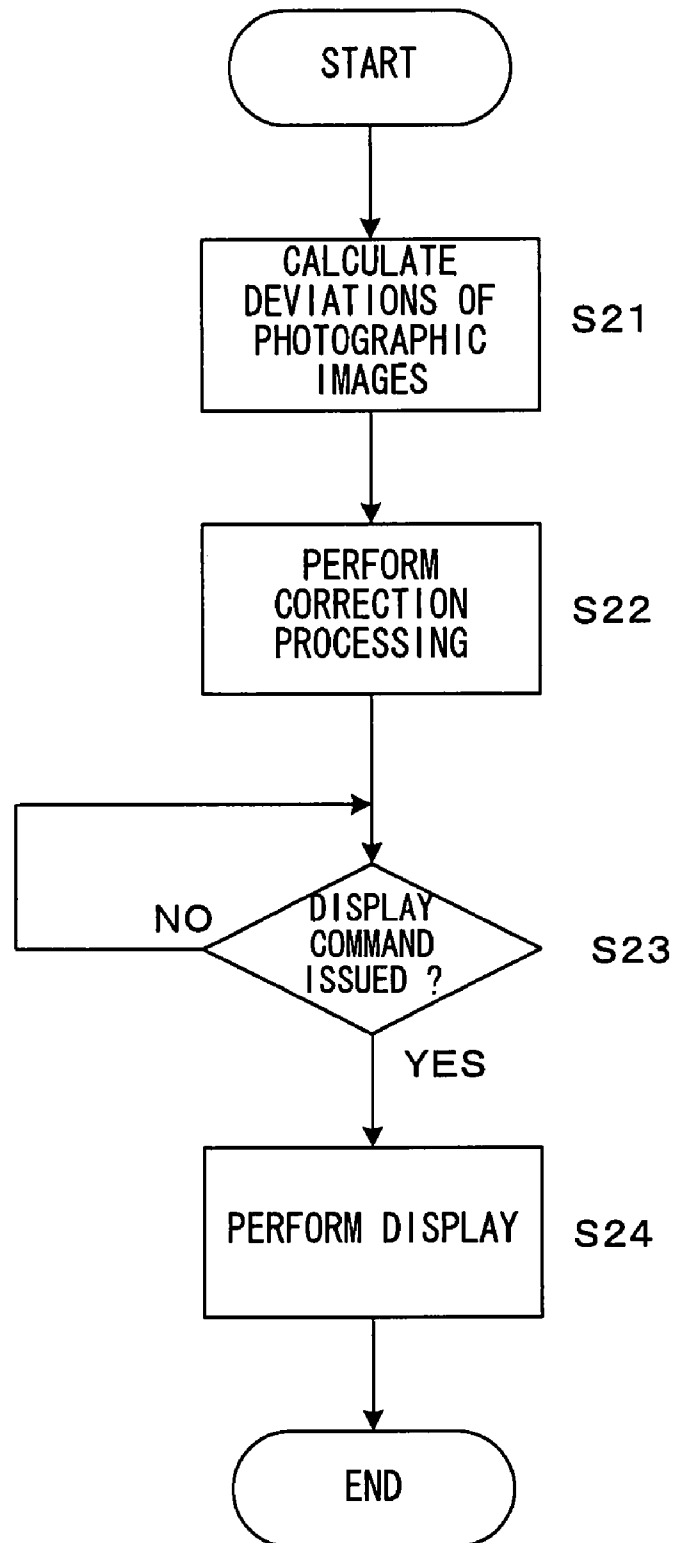 START
CALCULATE
DEVIATIONS OF
PHOTOGRAPHIC
IMAGES
S21
PERFORM
CORRECTION
PROCESSING
S22
DISPLAY
COMMAND
ISSUED ?
NO
S23
YES
PERFORM DISPLAY
S24
END